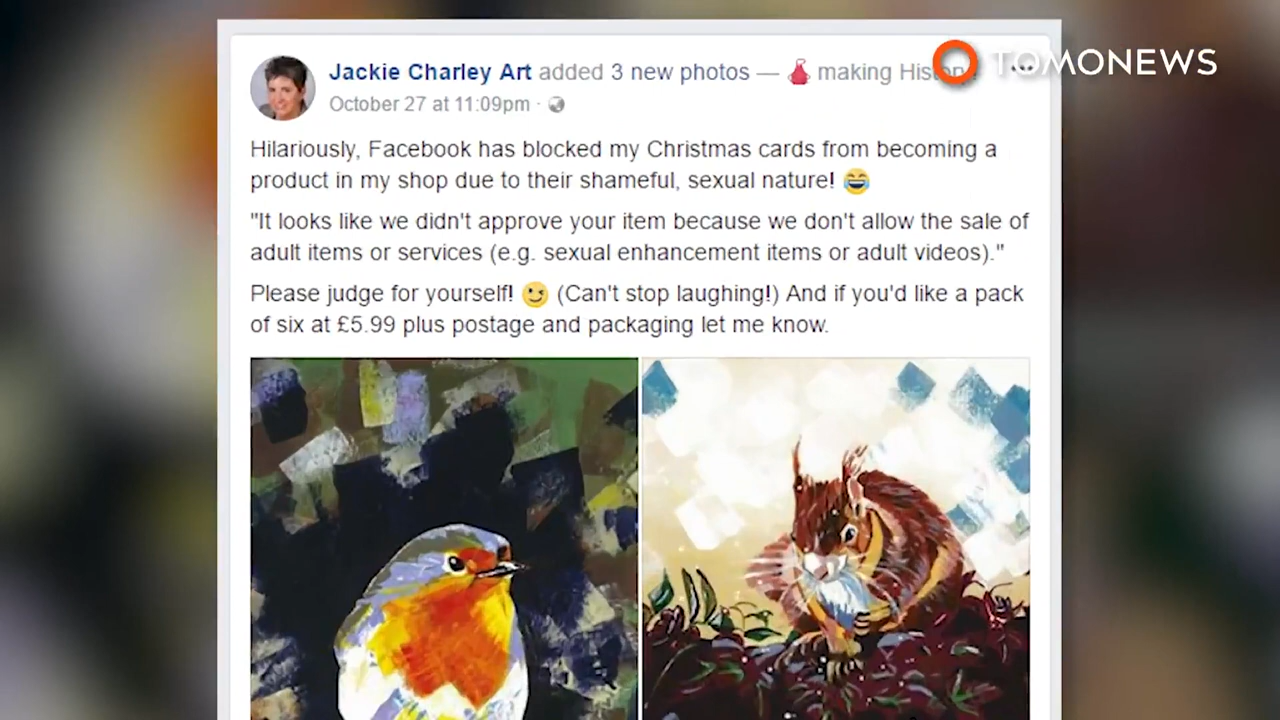 TOMONEWS
Jackie Charley Art added 3 new photos — making History.
October 27 at 11:09pm ·
Hilariously, Facebook has blocked my Christmas cards from becoming a
product in my shop due to their shameful, sexual nature! 😂
"It looks like we didn't approve your item because we don't allow the sale of
adult items or services (e.g. sexual enhancement items or adult videos)."
Please judge for yourself! 😉 (Can't stop laughing!) And if you'd like a pack
of six at £5.99 plus postage and packaging let me know.